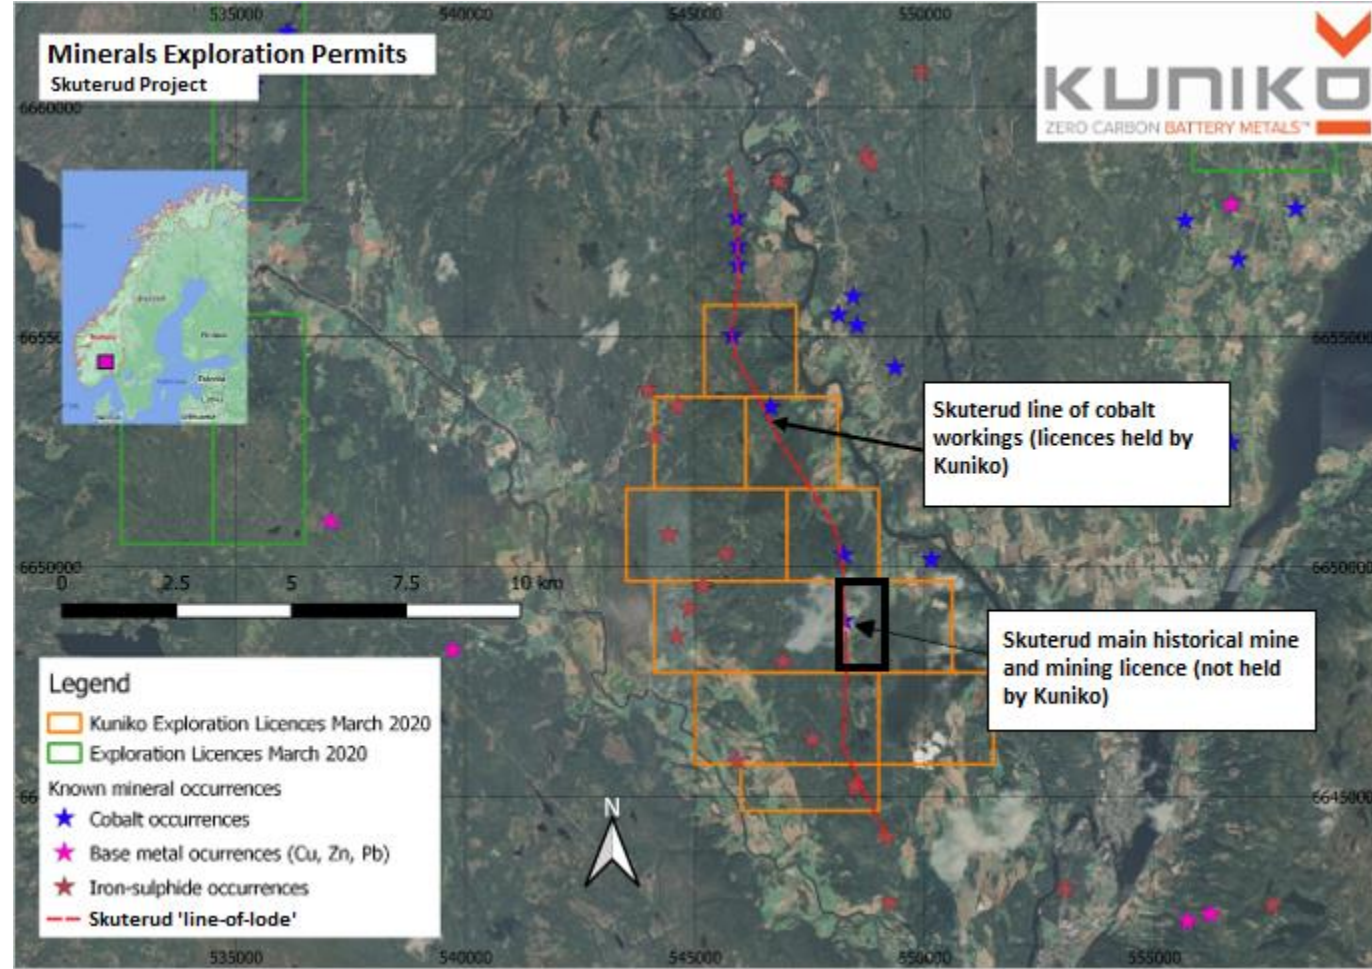 535000
540000
545000
550000
Minerals Exploration Permits
Skuterud Project
KUNIKO
ZERO CARBON BATTERY METALS™
6660000
6655000
6655000
Skuterud line of cobalt
workings (licences held by
Kuniko)
6650000
6650000
0 2.5 5 7.5 10 km
Skuterud main historical mine
and mining licence (not held
by Kuniko)
Legend
Kuniko Exploration Licences March 2020
Exploration Licences March 2020
Known mineral occurrences
Cobalt occurrences
Base metal ocurrences (Cu, Zn, Pb)
Iron-sulphide occurrences
Skuterud 'line-of-lode'
N
6645000
535000
540000
545000
550000
555000